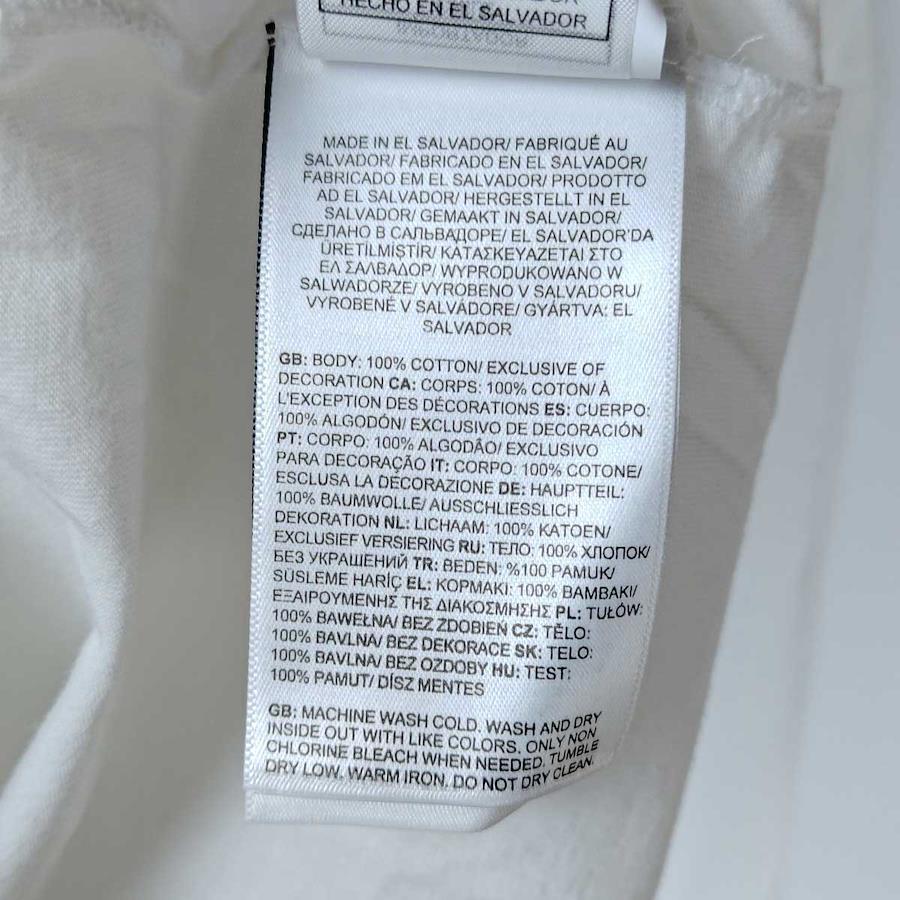 HECHO EN EL SALVADOR
MADE IN EL SALVADOR/ FABRIQUÉ AU
SALVADOR/ FABRICADO EN EL SALVADOR/
FABRICADO EM EL SALVADOR/ PRODOTTO
AD EL SALVADOR/ HERGESTELLT IN EL
SALVADOR/ GEMAAKT IN SALVADOR/
СДЕЛАНО В САЛЬВАДОРЕ/ EL SALVADOR'DA
ÜRETILMISTIR/ ΚΑΤΑΣΚΕΥΑΖΕΤΑΙ ΣΤΟ
ΕΛ ΣΑΛΒΑΔΟΡ/ WYPRODUKOWANO W
SALWADORZE/ VYROBENO V SALVADORU/
VYROBENÉ V SALVÁDORE/ GYÁRTVA: EL
SALVADOR
GB: BODY: 100% COTTON/ EXCLUSIVE OF
DECORATION CA: CORPS: 100% COTON/ À
L'EXCEPTION DES DÉCORATIONS ES: CUERPO:
100% ALGODÓN/ EXCLUSIVO DE DECORACIÓN
PT: CORPO: 100% ALGODÃO/ EXCLUSIVO
PARA DECORAÇÃO IT: CORPO: 100% COTONE/
ESCLUSA LA DECORAZIONE DE: HAUPTTEIL:
100% BAUMWOLLE/ AUSSCHLIESSLICH
DEKORATION NL: LICHAAM: 100% KATOEN/
EXCLUSIEF VERSIERING RU: ТЕЛО: 100% ХЛОПОК/
БЕЗ УКРАШЕНИЙ TR: BEDEN: %100 PAMUK/
SÜSLEME HARİÇ EL: ΚΟΡΜΑΚΙ: 100% ΒΑΜΒΑΚΙ/
ΕΞΑΙΡΟΥΜΕΝΗΣ ΤΗΣ ΔΙΑΚΟΣΜΗΣΗΣ PL: TUŁÓW:
100% BAWEŁNA/ BEZ ZDOBIEN CZ: TĚLO:
100% BAVLNA/ BEZ DEKORACE SK: TELO:
100% BAVLNA/ BEZ OZDOBY HU: TEST:
100% PAMUT/ DÍSZ MENTES
GB: MACHINE WASH COLD. WASH AND DRY
INSIDE OUT WITH LIKE COLORS. ONLY NON
CHLORINE BLEACH WHEN NEEDED. TUMBLE
DRY LOW. WARM IRON. DO NOT DRY CLEAN.